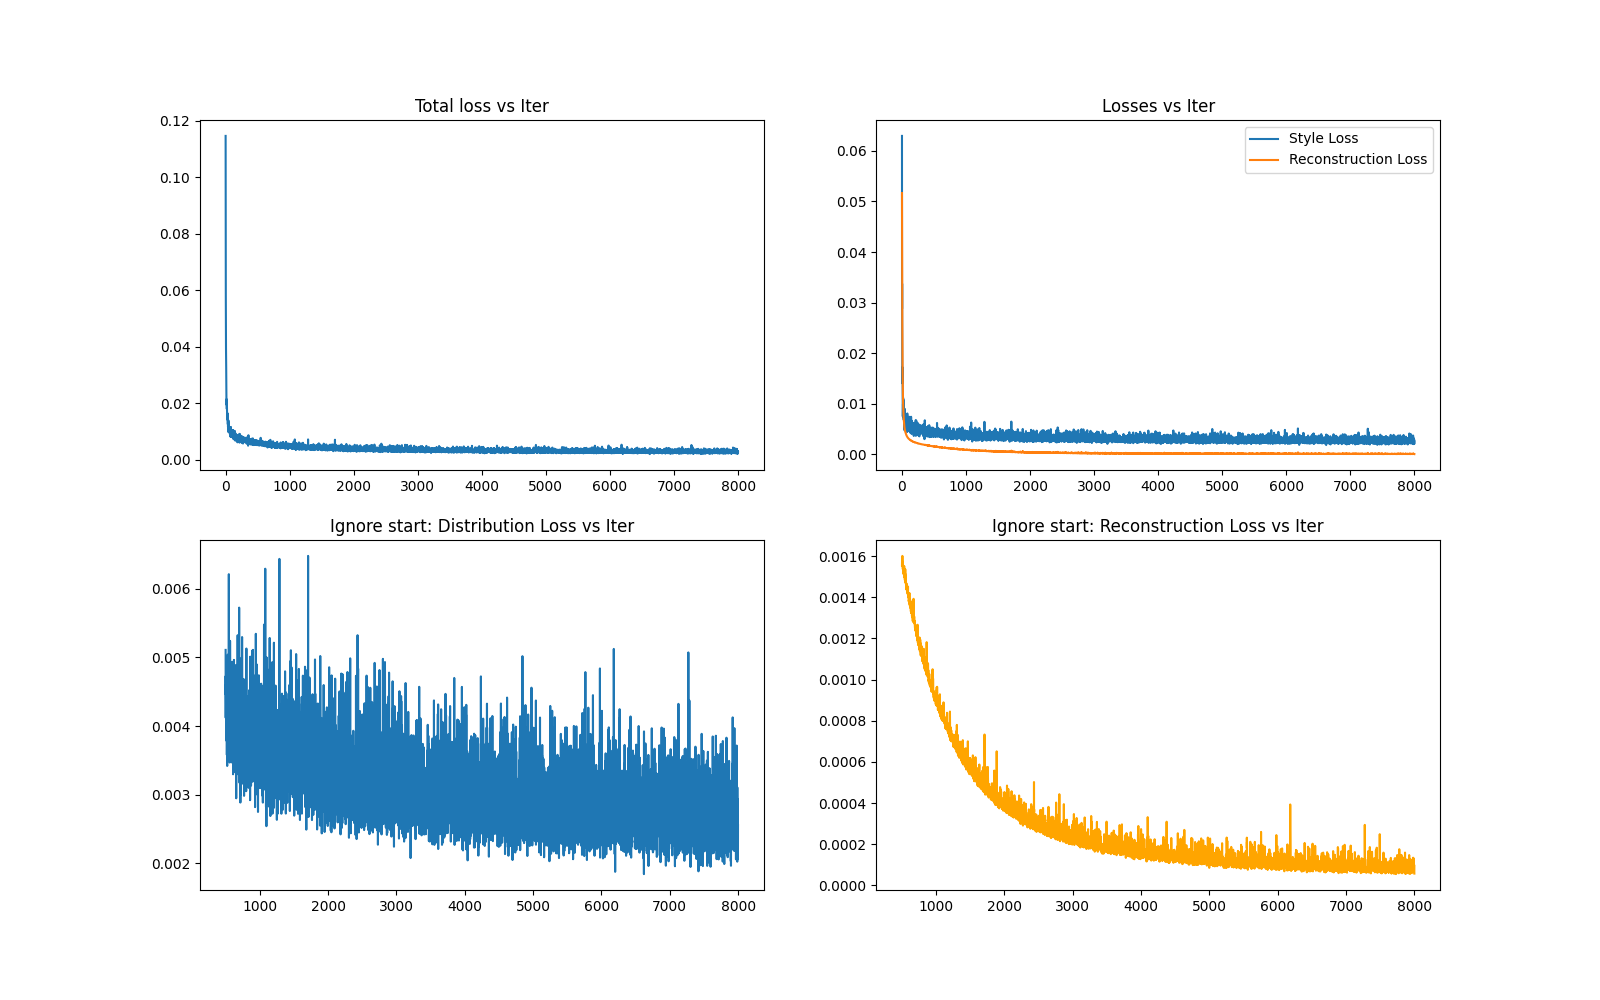 Total loss vs Iter
0.12
0.10
0.08
0.06
0.04
0.02
0.00
0 1000 2000 3000 4000 5000 6000 7000 8000
Losses vs Iter
Style Loss
Reconstruction Loss
0.06
0.05
0.04
0.03
0.02
0.01
0.00
0 1000 2000 3000 4000 5000 6000 7000 8000
Ignore start: Distribution Loss vs Iter
0.006
0.005
0.004
0.003
0.002
1000 2000 3000 4000 5000 6000 7000 8000
Ignore start: Reconstruction Loss vs Iter
0.0016
0.0014
0.0012
0.0010
0.0008
0.0006
0.0004
0.0002
0.0000
1000 2000 3000 4000 5000 6000 7000 8000